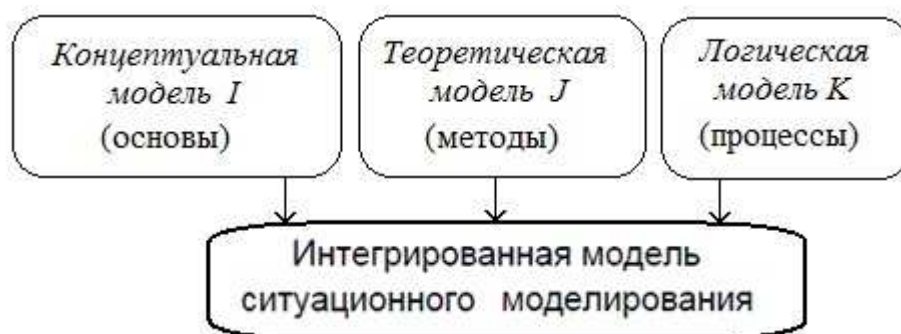 Концептуальная
модель I
(основы)
Теоретическая
модель J
(методы)
Логическая
модель K
(процессы)
Интегрированная модель
ситуационного моделирования